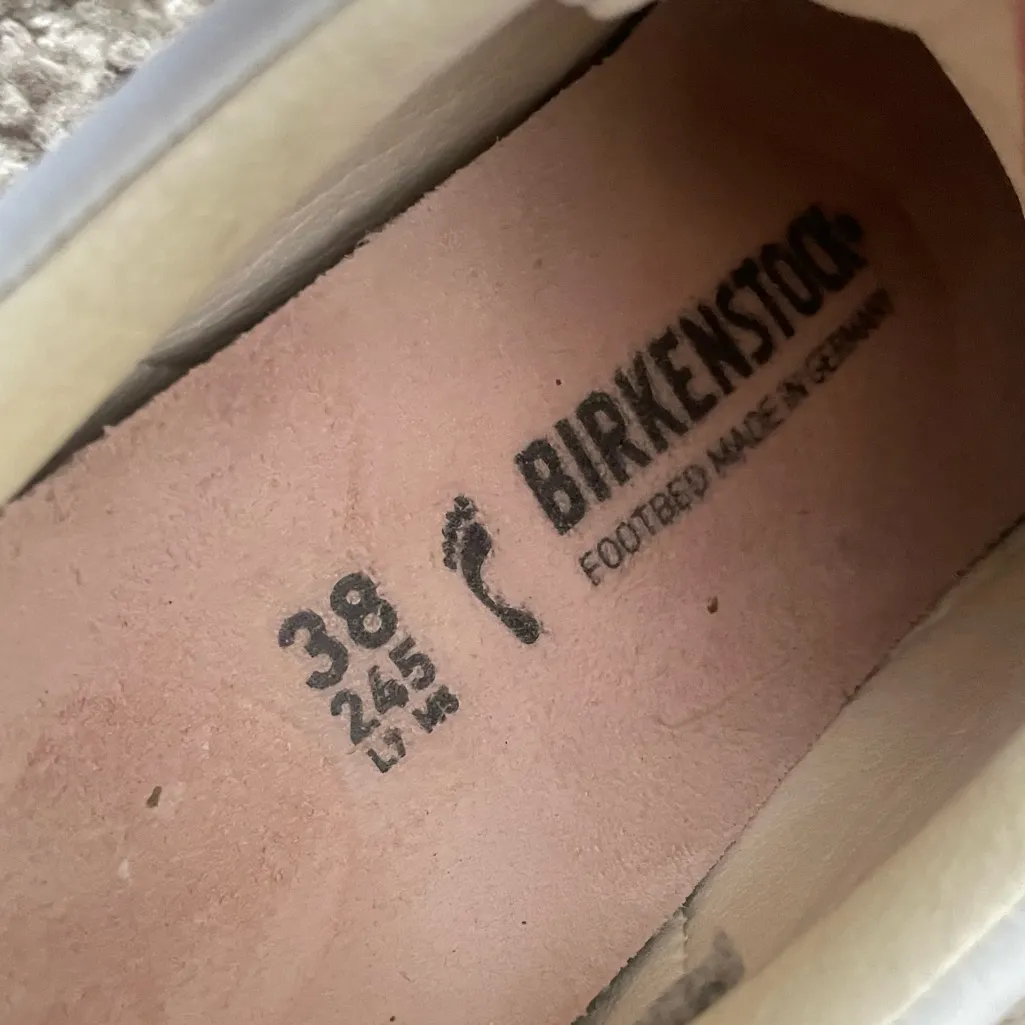 BIRKENSTOCK
FOOTBED MADE IN GERMANY
38
245
L7 M5